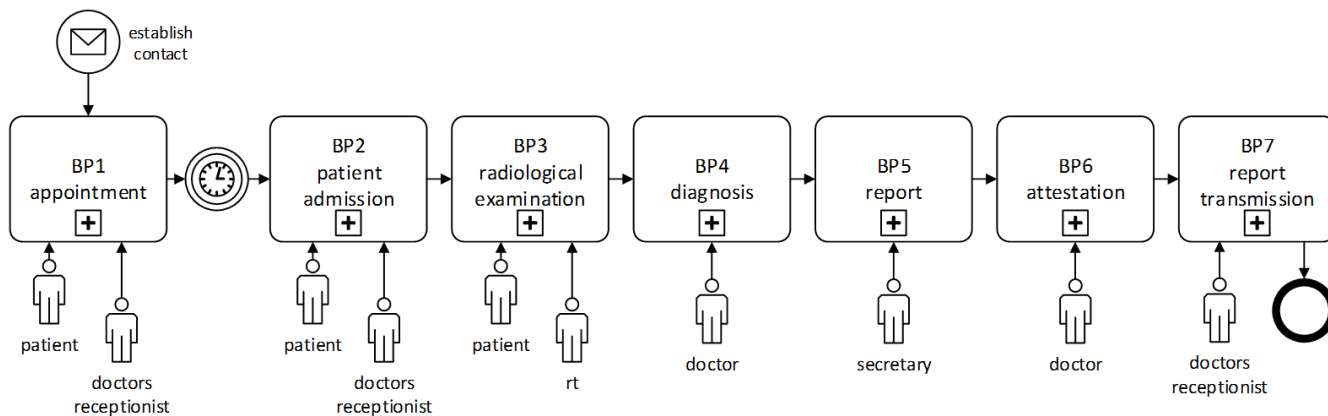 establish
contact
BP1
appointment
BP2
patient
admission
BP3
radiological
examination
BP4
diagnosis
BP5
report
BP6
attestation
BP7
report
transmission
patient
doctors
receptionist
patient
doctors
receptionist
patient
rt
doctor
secretary
doctor
doctors
receptionist